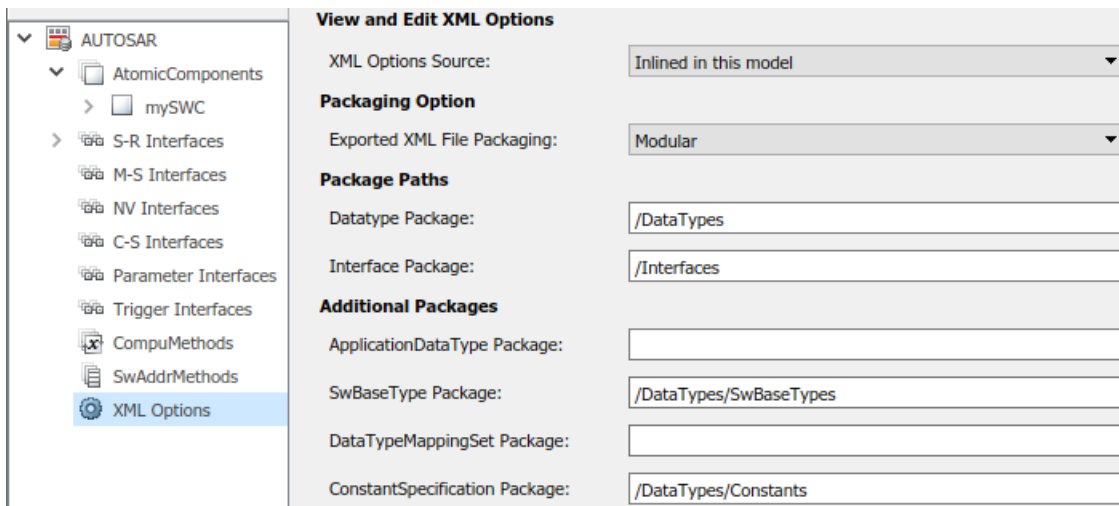 AUTOSAR
AtomicComponents
mySWC
S-R Interfaces
M-S Interfaces
NV Interfaces
C-S Interfaces
Parameter Interfaces
Trigger Interfaces
CompuMethods
SwAddrMethods
XML Options
View and Edit XML Options
XML Options Source: Inlined in this model
Packaging Option
Exported XML File Packaging: Modular
Package Paths
Datatype Package: /DataTypes
Interface Package: /Interfaces
Additional Packages
ApplicationDataType Package:
SwBaseType Package: /DataTypes/SwBaseTypes
DataTypeMappingSet Package:
ConstantSpecification Package: /DataTypes/Constants